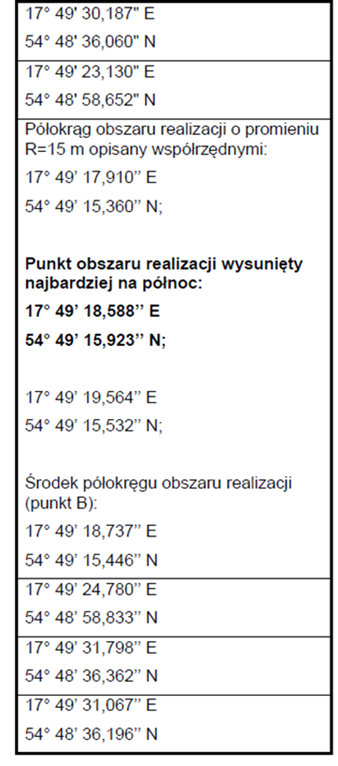 17° 49' 30,187" E
54° 48' 36,060" N
17° 49' 23,130" E
54° 48' 58,652" N
Półokrąg obszaru realizacji o promieniu
R=15 m opisany współrzędnymi:
17° 49’ 17,910’’ E
54° 49’ 15,360’’ N;
Punkt obszaru realizacji wysunięty
najbardziej na północ:
17° 49’ 18,588’’ E
54° 49’ 15,923’’ N;
17° 49’ 19,564’’ E
54° 49’ 15,532’’ N;
Środek półokręgu obszaru realizacji
(punkt B):
17° 49’ 18,737’’ E
54° 49’ 15,446’’ N
17° 49’ 24,780’’ E
54° 48’ 58,833’’ N
17° 49’ 31,798’’ E
54° 48’ 36,362’’ N
17° 49’ 31,067’’ E
54° 48’ 36,196’’ N